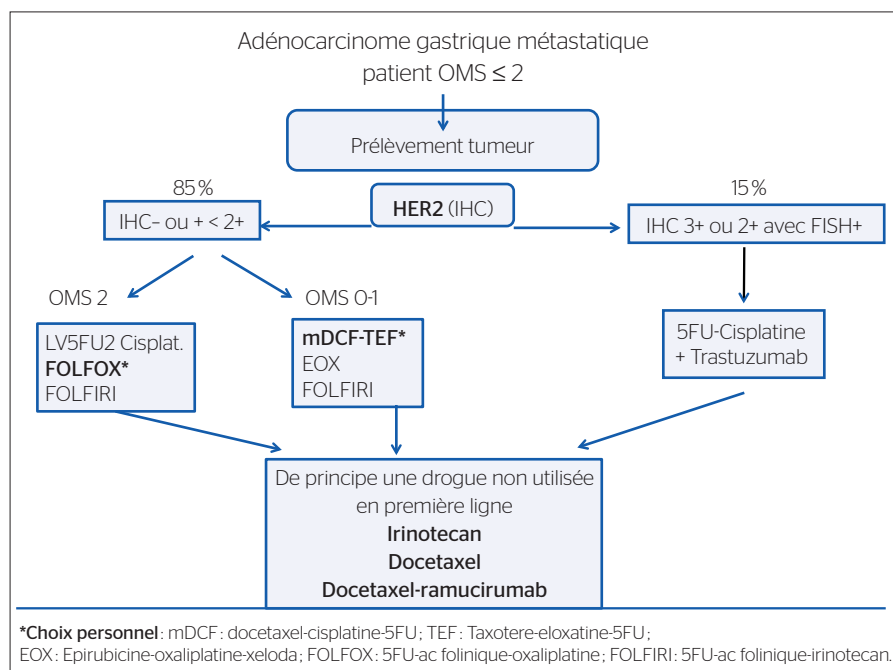 Adénocarcinome gastrique métastatique
patient OMS ≤ 2
Prélèvement tumeur
85 %
HER2 (IHC)
15 %
IHC– ou + < 2+
IHC 3+ ou 2+ avec FISH+
OMS 2
OMS 0-1
LV5FU2 Cisplat.
FOLFOX*
FOLFIRI
mDCF-TEF*
EOX
FOLFIRI
5FU-Cisplatine
+ Trastuzumab
De principe une drogue non utilisée
en première ligne
Irinotecan
Docetaxel
Docetaxel-ramucirumab
*Choix personnel : mDCF : docetaxel-cisplatine-5FU ; TEF : Taxotere-eloxatine-5FU ;
EOX : Epirubicine-oxaliplatine-xeloda ; FOLFOX : 5FU-ac folinique-oxaliplatine ; FOLFIRI : 5FU-ac folinique-irinotecan.